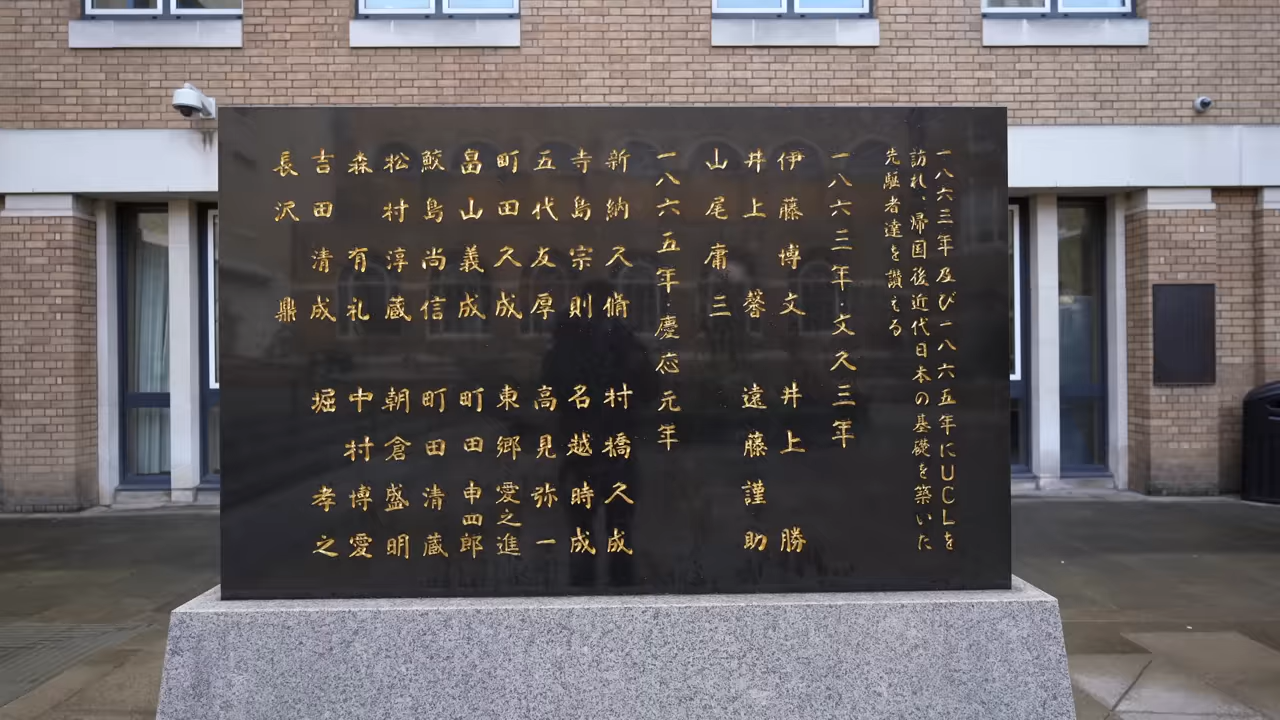 一八六三年及び一八六五年にUCLを
訪れ、帰国後近代日本の基礎を築いた
先駆者達を讃える
一八六三年・文久三年
伊藤博文 井上勝
井上馨 遠藤謹助
山尾庸三
一八六五年・慶応元年
新納久脩 村橋久成
寺島宗則 名越時成
五代友厚 高見弥一
町田久成 東郷愛之進
畠山義成 町田申四郎
鮫島尚信 町田清蔵
松村淳蔵 朝倉盛明
森有礼 中村博愛
吉田清成 堀孝之
長沢鼎